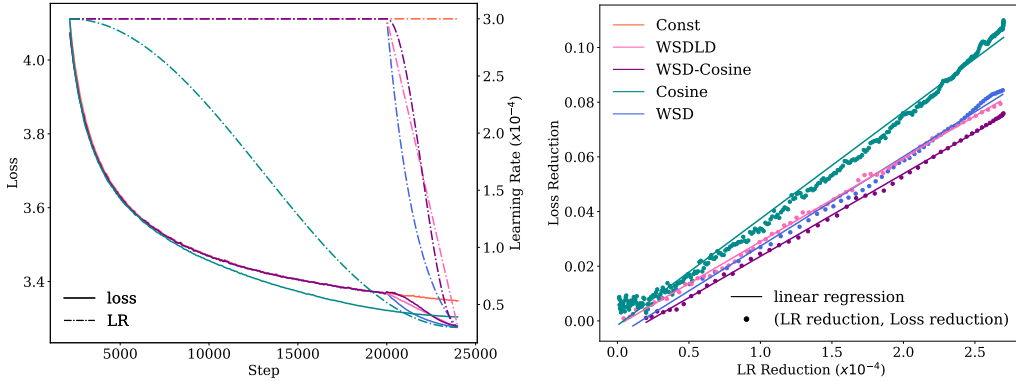 4.0
3.8
3.6
3.4
Loss
5000
10000
15000
20000
25000
Step
3.0
2.5
2.0
1.5
1.0
0.5
Learning Rate (x10⁻⁴)
loss
LR
0.10
0.08
0.06
0.04
0.02
0.00
Loss Reduction
0.0
0.5
1.0
1.5
2.0
2.5
LR Reduction (x10⁻⁴)
Const
WSDLD
WSD-Cosine
Cosine
WSD
linear regression
(LR reduction, Loss reduction)